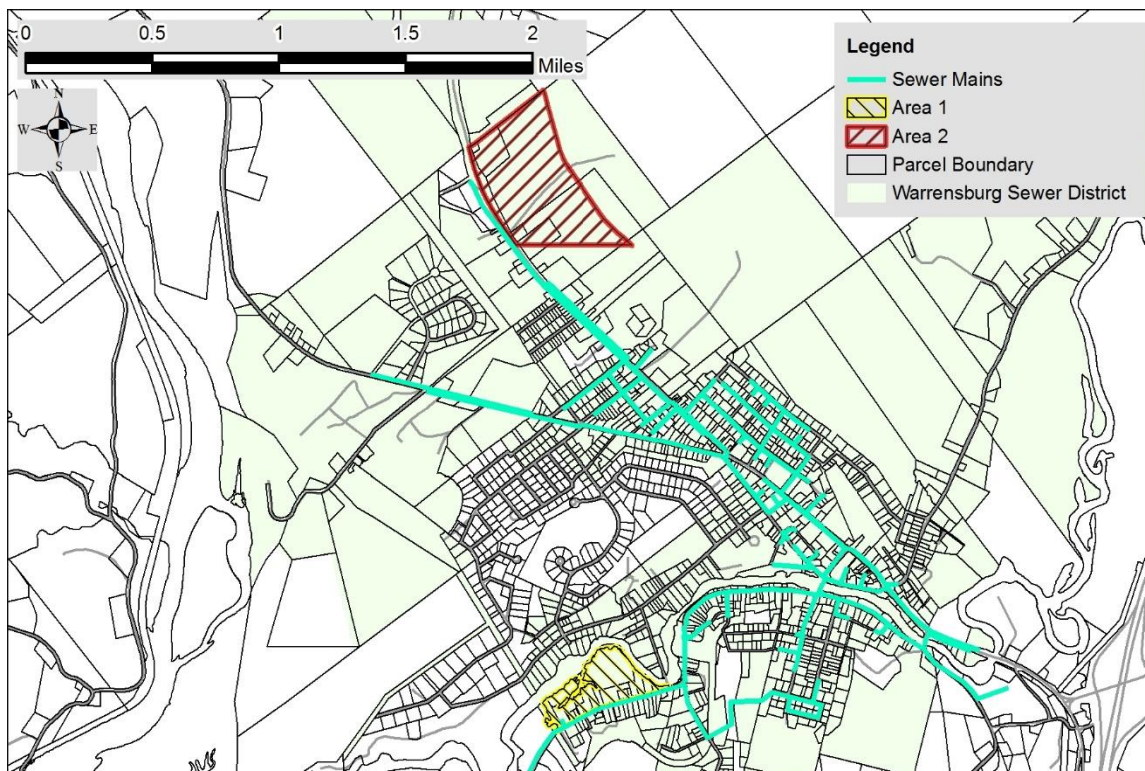 0 0.5 1 1.5 2
Miles
N
W E
S
Legend
Sewer Mains
Area 1
Area 2
Parcel Boundary
Warrensburg Sewer District